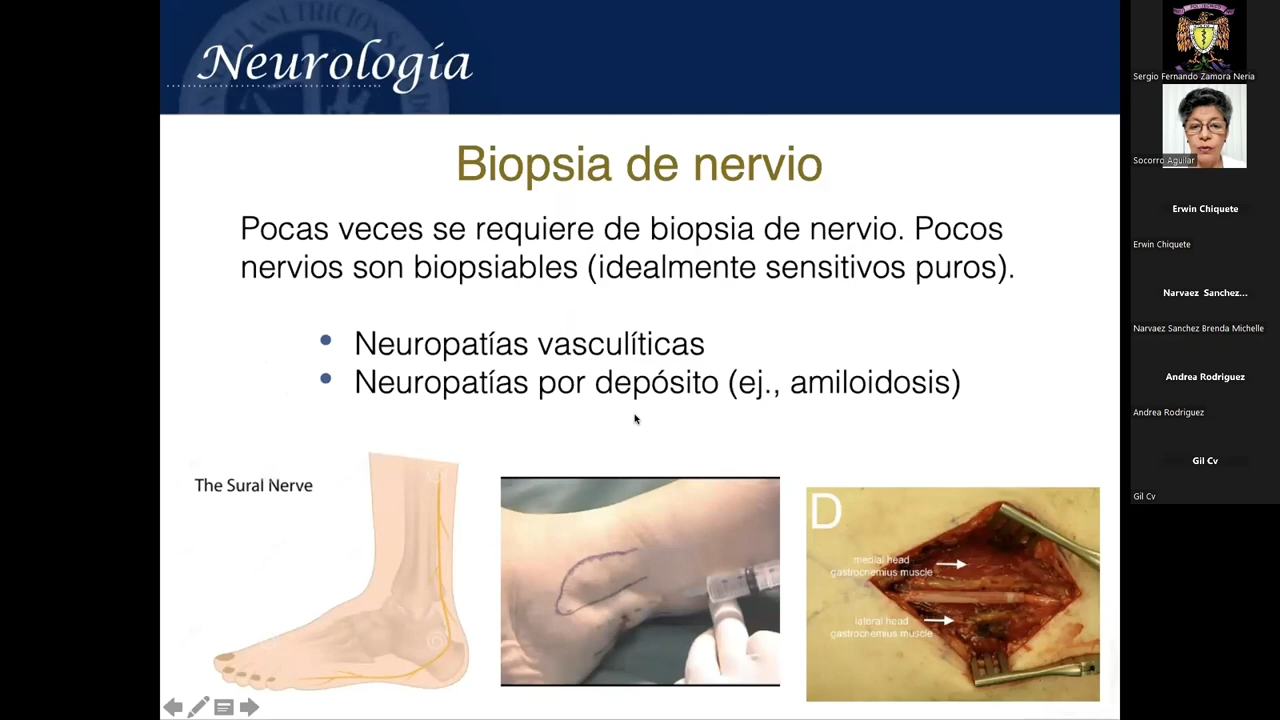 Neurología
Biopsia de nervio
Pocas veces se requiere de biopsia de nervio. Pocos
nervios son biopsiables (idealmente sensitivos puros).
• Neuropatías vasculíticas
• Neuropatías por depósito (ej., amiloidosis)
The Sural Nerve
D
medial head
gastrocnemius muscle
lateral head
gastrocnemius muscle
Sergio Fernando Zamora Neria
Socorro Aguilar
Erwin Chiquete
Erwin Chiquete
Narvaez Sanchez...
Narvaez Sanchez Brenda Michelle
Andrea Rodriguez
Andrea Rodriguez
Gil Cv
Gil Cv